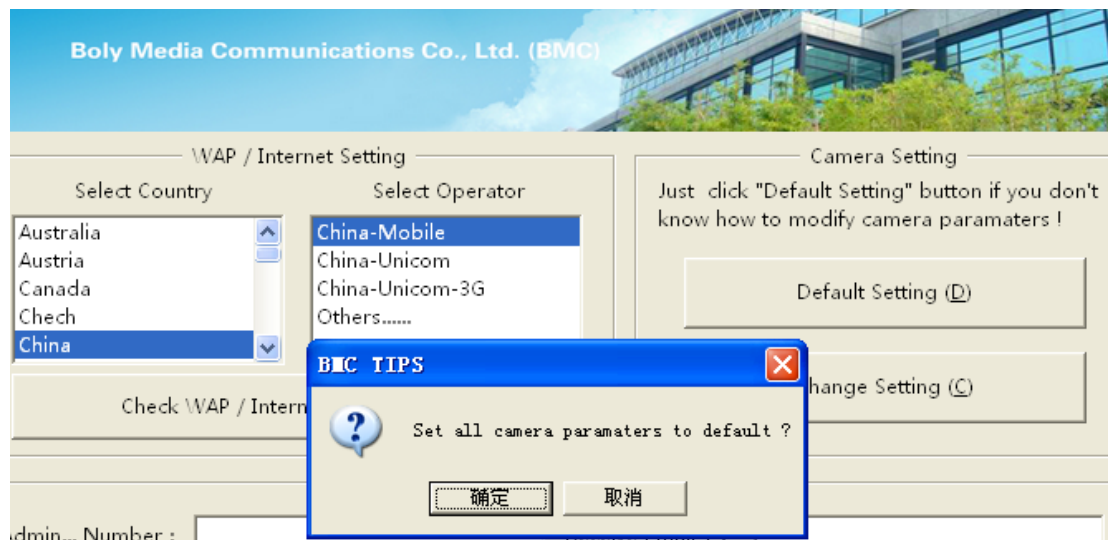 Boly Media Communications Co., Ltd. (BMC)
WAP / Internet Setting
Select Country
Select Operator
Australia
Austria
Canada
Chech
China
China-Mobile
China-Unicom
China-Unicom-3G
Others......
Check WAP / Intern
Camera Setting
Just click "Default Setting" button if you don't
know how to modify camera paramaters !
Default Setting (D)
hange Setting (C)
BMC TIPS
Set all camera paramaters to default ?
确定
取消
dmin... Number :